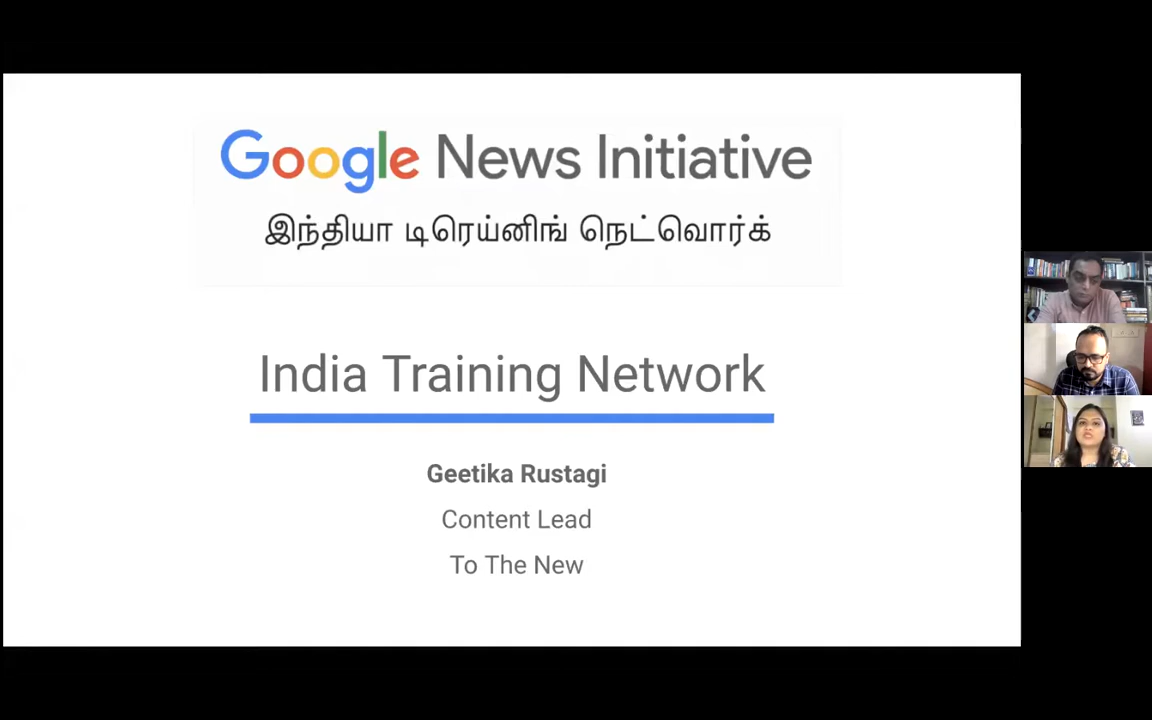 Google News Initiative
இந்தியா டிரெய்னிங் நெட்வொர்க்
India Training Network
Geetika Rustagi
Content Lead
To The New